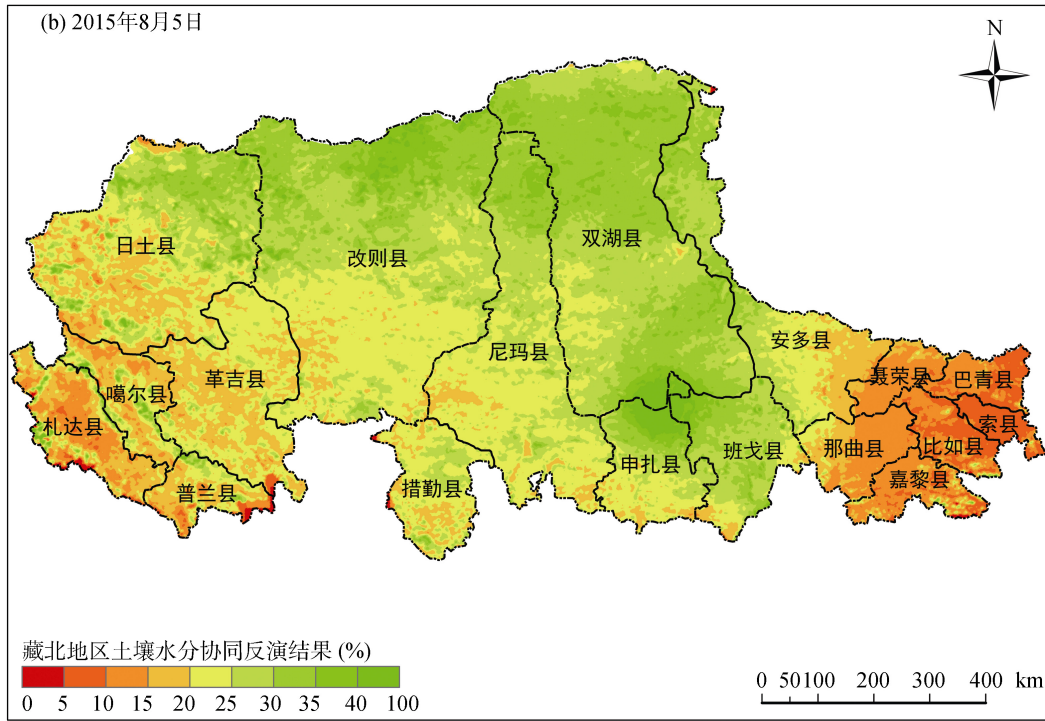 (b) 2015年8月5日
N
日土县
改则县
双湖县
安多县
尼玛县
革吉县
噶尔县
札达县
普兰县
措勤县
申扎县
班戈县
那曲县
聂荣县
巴青县
索县
比如县
嘉黎县
藏北地区土壤水分协同反演结果 (%)
0 5 10 15 20 25 30 35 40 100
0 50100 200 300 400 km